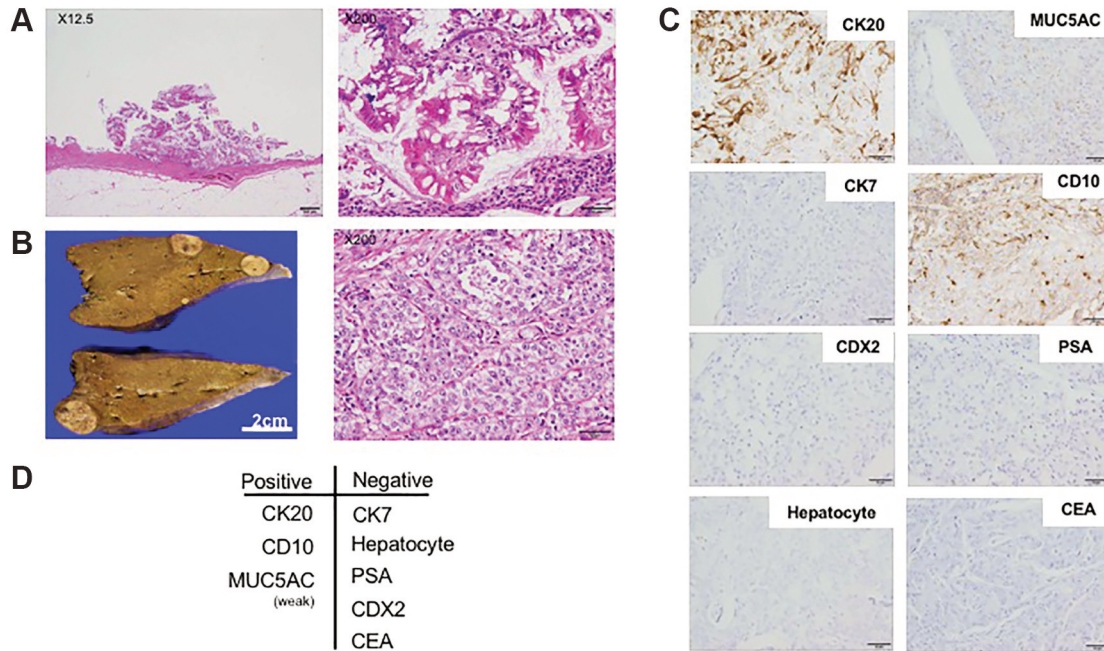 A
X12.5
X200
B
2cm
X200
C
CK20
MUC5AC
CK7
CD10
CDX2
PSA
Hepatocyte
CEA
D
Positive
Negative
CK20
CK7
CD10
Hepatocyte
MUC5AC
PSA
(weak)
CDX2
CEA